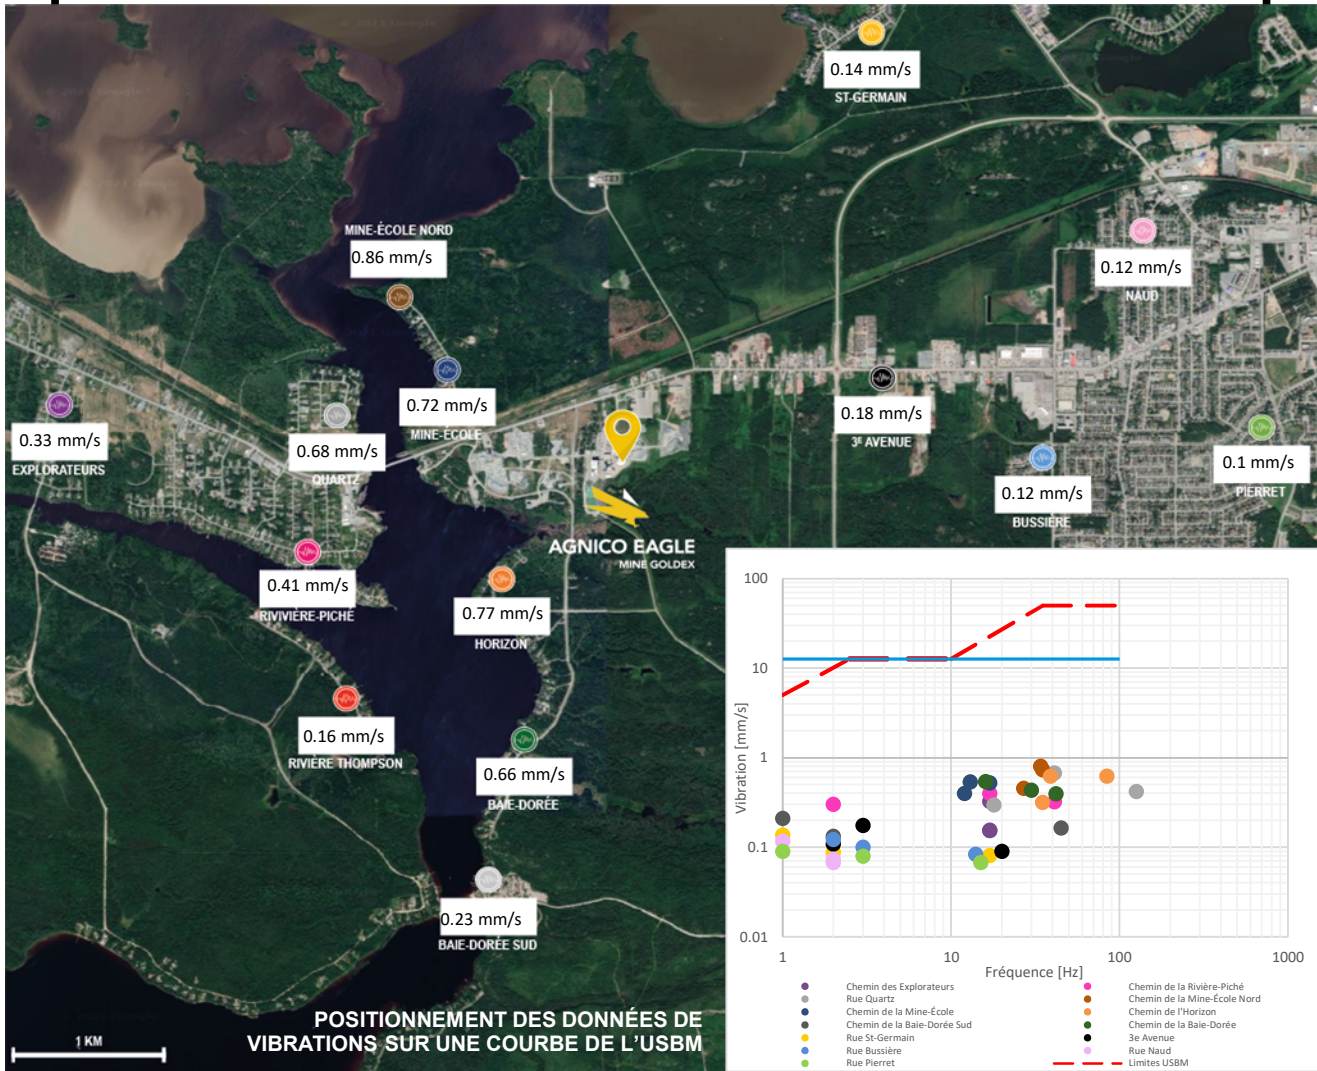 0.14 mm/s
ST-GERMAIN
MINE-ÉCOLE NORD
0.86 mm/s
0.12 mm/s
NAUD
0.72 mm/s
MINE-ÉCOLE
0.18 mm/s
3E AVENUE
0.33 mm/s
EXPLORATEURS
0.68 mm/s
QUARTZ
0.1 mm/s
PIERRET
0.12 mm/s
BUSSIÈRE
AGNICO EAGLE
MINE GOLDEX
0.41 mm/s
RIVIVIÈRE-PICHÉ
0.77 mm/s
HORIZON
0.16 mm/s
RIVIÈRE THOMPSON
0.66 mm/s
BAIE-DORÉE
0.23 mm/s
BAIE-DORÉE SUD
POSITIONNEMENT DES DONNÉES DE
VIBRATIONS SUR UNE COURBE DE L'USBM
1 KM
100
10
1
0.1
0.01
Vibration [mm/s]
1 10 100 1000
Fréquence [Hz]
Chemin des Explorateurs
Chemin de la Rivière-Piché
Rue Quartz
Chemin de la Mine-École Nord
Chemin de la Mine-École
Chemin de l'Horizon
Chemin de la Baie-Dorée Sud
Chemin de la Baie-Dorée
Rue St-Germain
3e Avenue
Rue Bussière
Rue Naud
Rue Pierret
Limites USBM